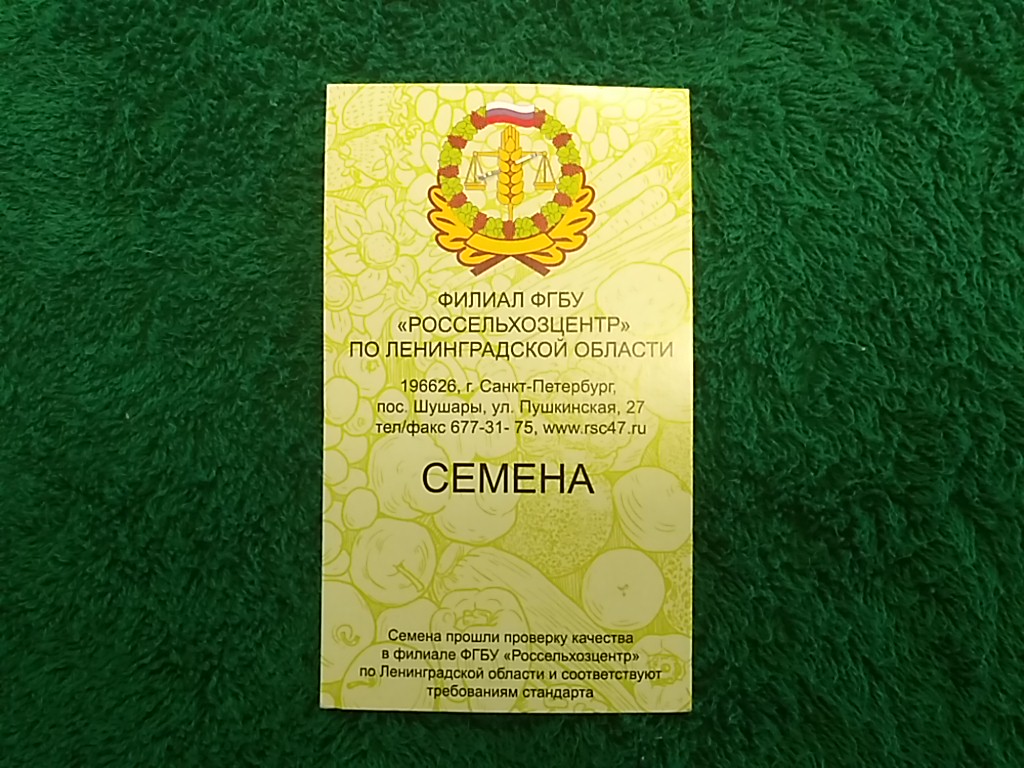 ФИЛИАЛ ФГБУ
«РОССЕЛЬХОЗЦЕНТР»
ПО ЛЕНИНГРАДСКОЙ ОБЛАСТИ
196626, г. Санкт-Петербург,
пос. Шушары, ул. Пушкинская, 27
тел/факс 677-31- 75, www.rsc47.ru
СЕМЕНА
Семена прошли проверку качества
в филиале ФГБУ «Россельхозцентр»
по Ленинградской области и соответствуют
требованиям стандарта